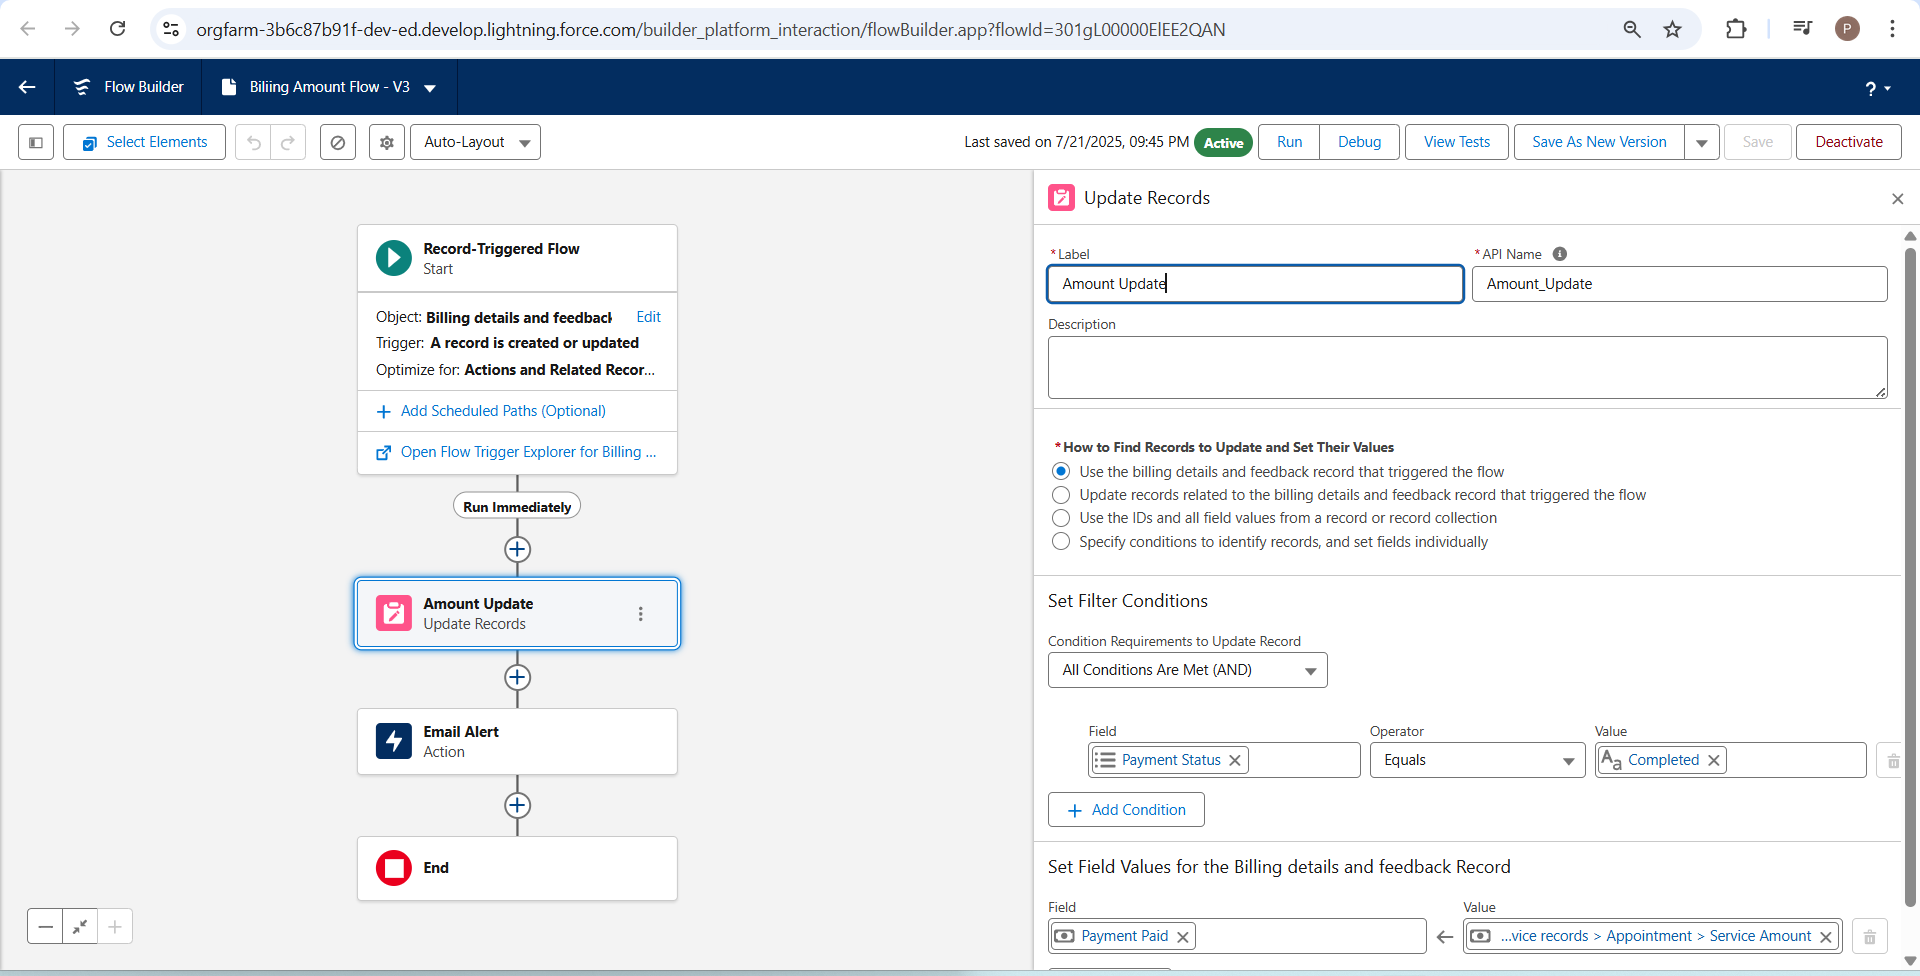 orgfarm-3b6c87b91f-dev-ed.develop.lightning.force.com/builder_platform_interaction/flowBuilder.app?flowId=301gL00000ElEE2QAN
P
Flow Builder
Biliing Amount Flow - V3
?
Select Elements
Auto-Layout
Last saved on 7/21/2025, 09:45 PM
Active
Run
Debug
View Tests
Save As New Version
Save
Deactivate
Record-Triggered Flow
Start
Object: Billing details and feedback
Edit
Trigger: A record is created or updated
Optimize for: Actions and Related Recor...
Add Scheduled Paths (Optional)
Open Flow Trigger Explorer for Billing ...
Run Immediately
Amount Update
Update Records
Email Alert
Action
End
Update Records
*Label
*API Name
Amount Update
Amount_Update
Description
*How to Find Records to Update and Set Their Values
Use the billing details and feedback record that triggered the flow
Update records related to the billing details and feedback record that triggered the flow
Use the IDs and all field values from a record or record collection
Specify conditions to identify records, and set fields individually
Set Filter Conditions
Condition Requirements to Update Record
All Conditions Are Met (AND)
Field
Operator
Value
Payment Status
Equals
Aa Completed
Add Condition
Set Field Values for the Billing details and feedback Record
Field
Value
Payment Paid
...vice records > Appointment > Service Amount